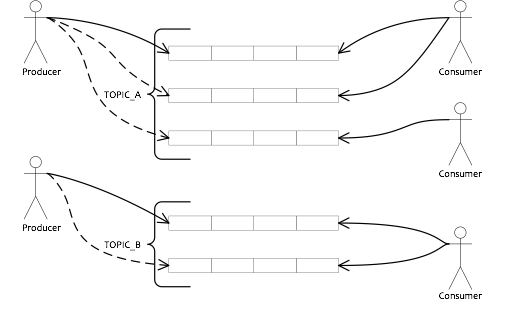 Producer
Consumer
TOPIC_A
Consumer
Producer
TOPIC_B
Consumer